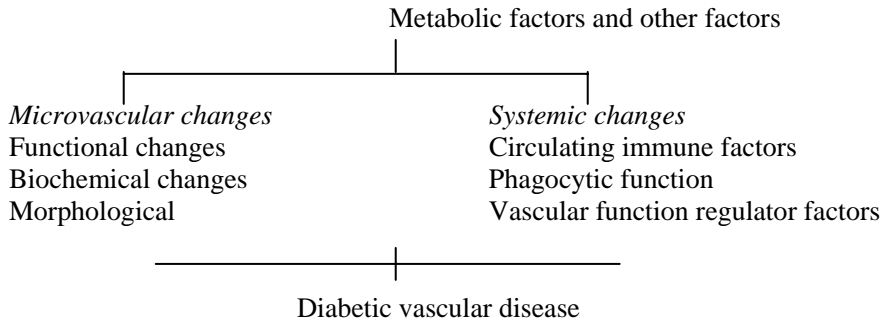 Metabolic factors and other factors
Microvascular changes
Functional changes
Biochemical changes
Morphological
Systemic changes
Circulating immune factors
Phagocytic function
Vascular function regulator factors
Diabetic vascular disease